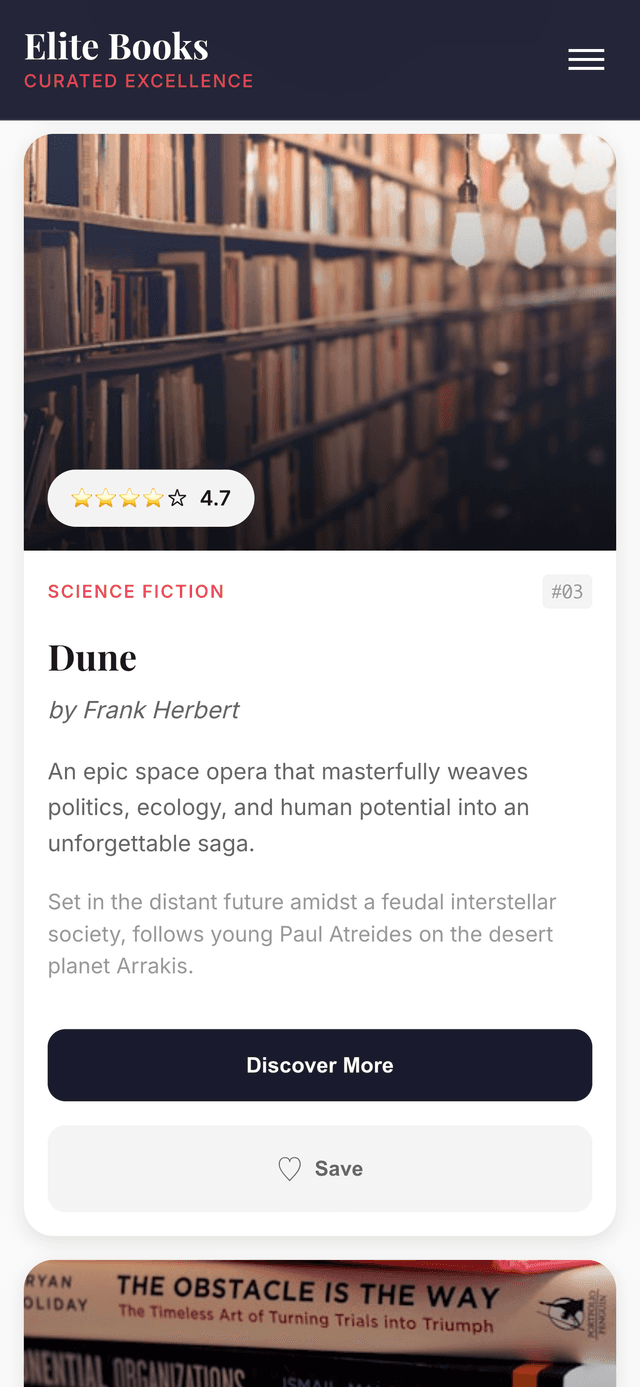 Elite Books
CURATED EXCELLENCE
4.7
SCIENCE FICTION
#03
Dune
by Frank Herbert
An epic space opera that masterfully weaves
politics, ecology, and human potential into an
unforgettable saga.
Set in the distant future amidst a feudal interstellar
society, follows young Paul Atreides on the desert
planet Arrakis.
Discover More
Save
RYAN
OLIDAY
THE OBSTACLE IS THE WAY
The Timeless Art of Turning Trials into Triumph
PORTFOLIO
PENGUIN
NENTIAL ORGANIZATIONS
ISMAIL